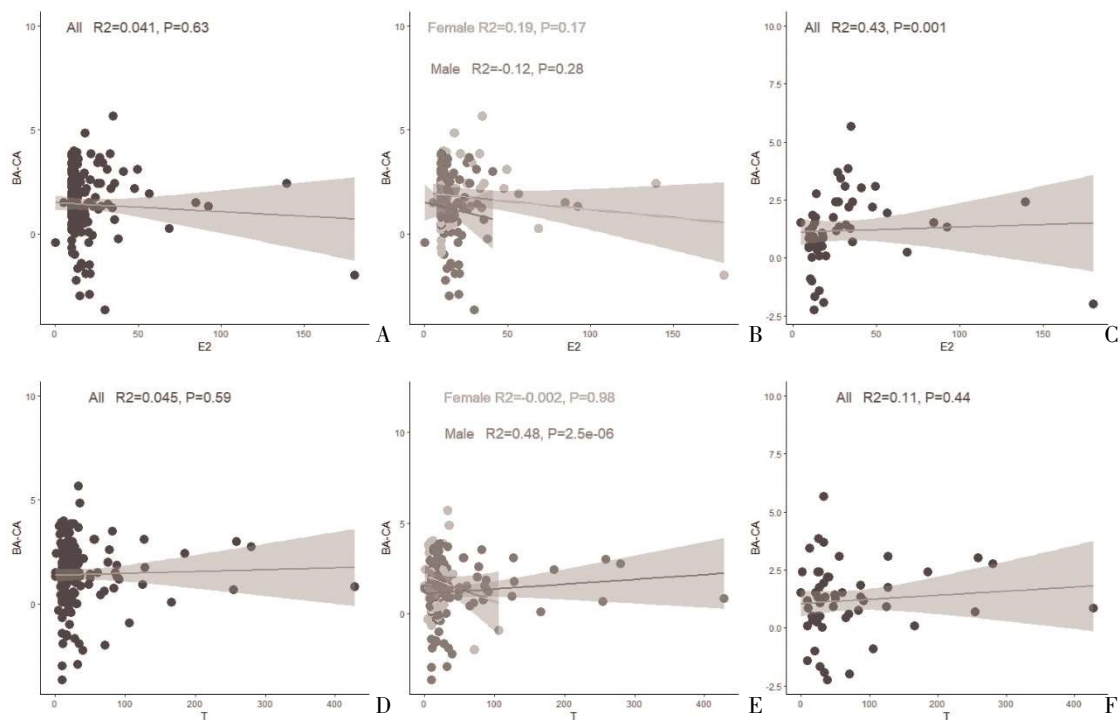 All R2=0.041, P=0.63
10
5
0
BA-CA
0 50 100 150
E2
A
Female R2=0.19, P=0.17
Male R2=-0.12, P=0.28
10
5
0
BA-CA
0 50 100 150
E2
B
All R2=0.43, P=0.001
10.0
7.5
5.0
2.5
0.0
-2.5
BA-CA
0 50 100 150
E2
C
All R2=0.045, P=0.59
10
5
0
BA-CA
0 100 200 300 400
T
D
Female R2=-0.002, P=0.98
Male R2=0.48, P=2.5e-06
10
5
0
BA-CA
0 100 200 300 400
T
E
All R2=0.11, P=0.44
10.0
7.5
5.0
2.5
0.0
-2.5
BA-CA
0 100 200 300 400
T
F